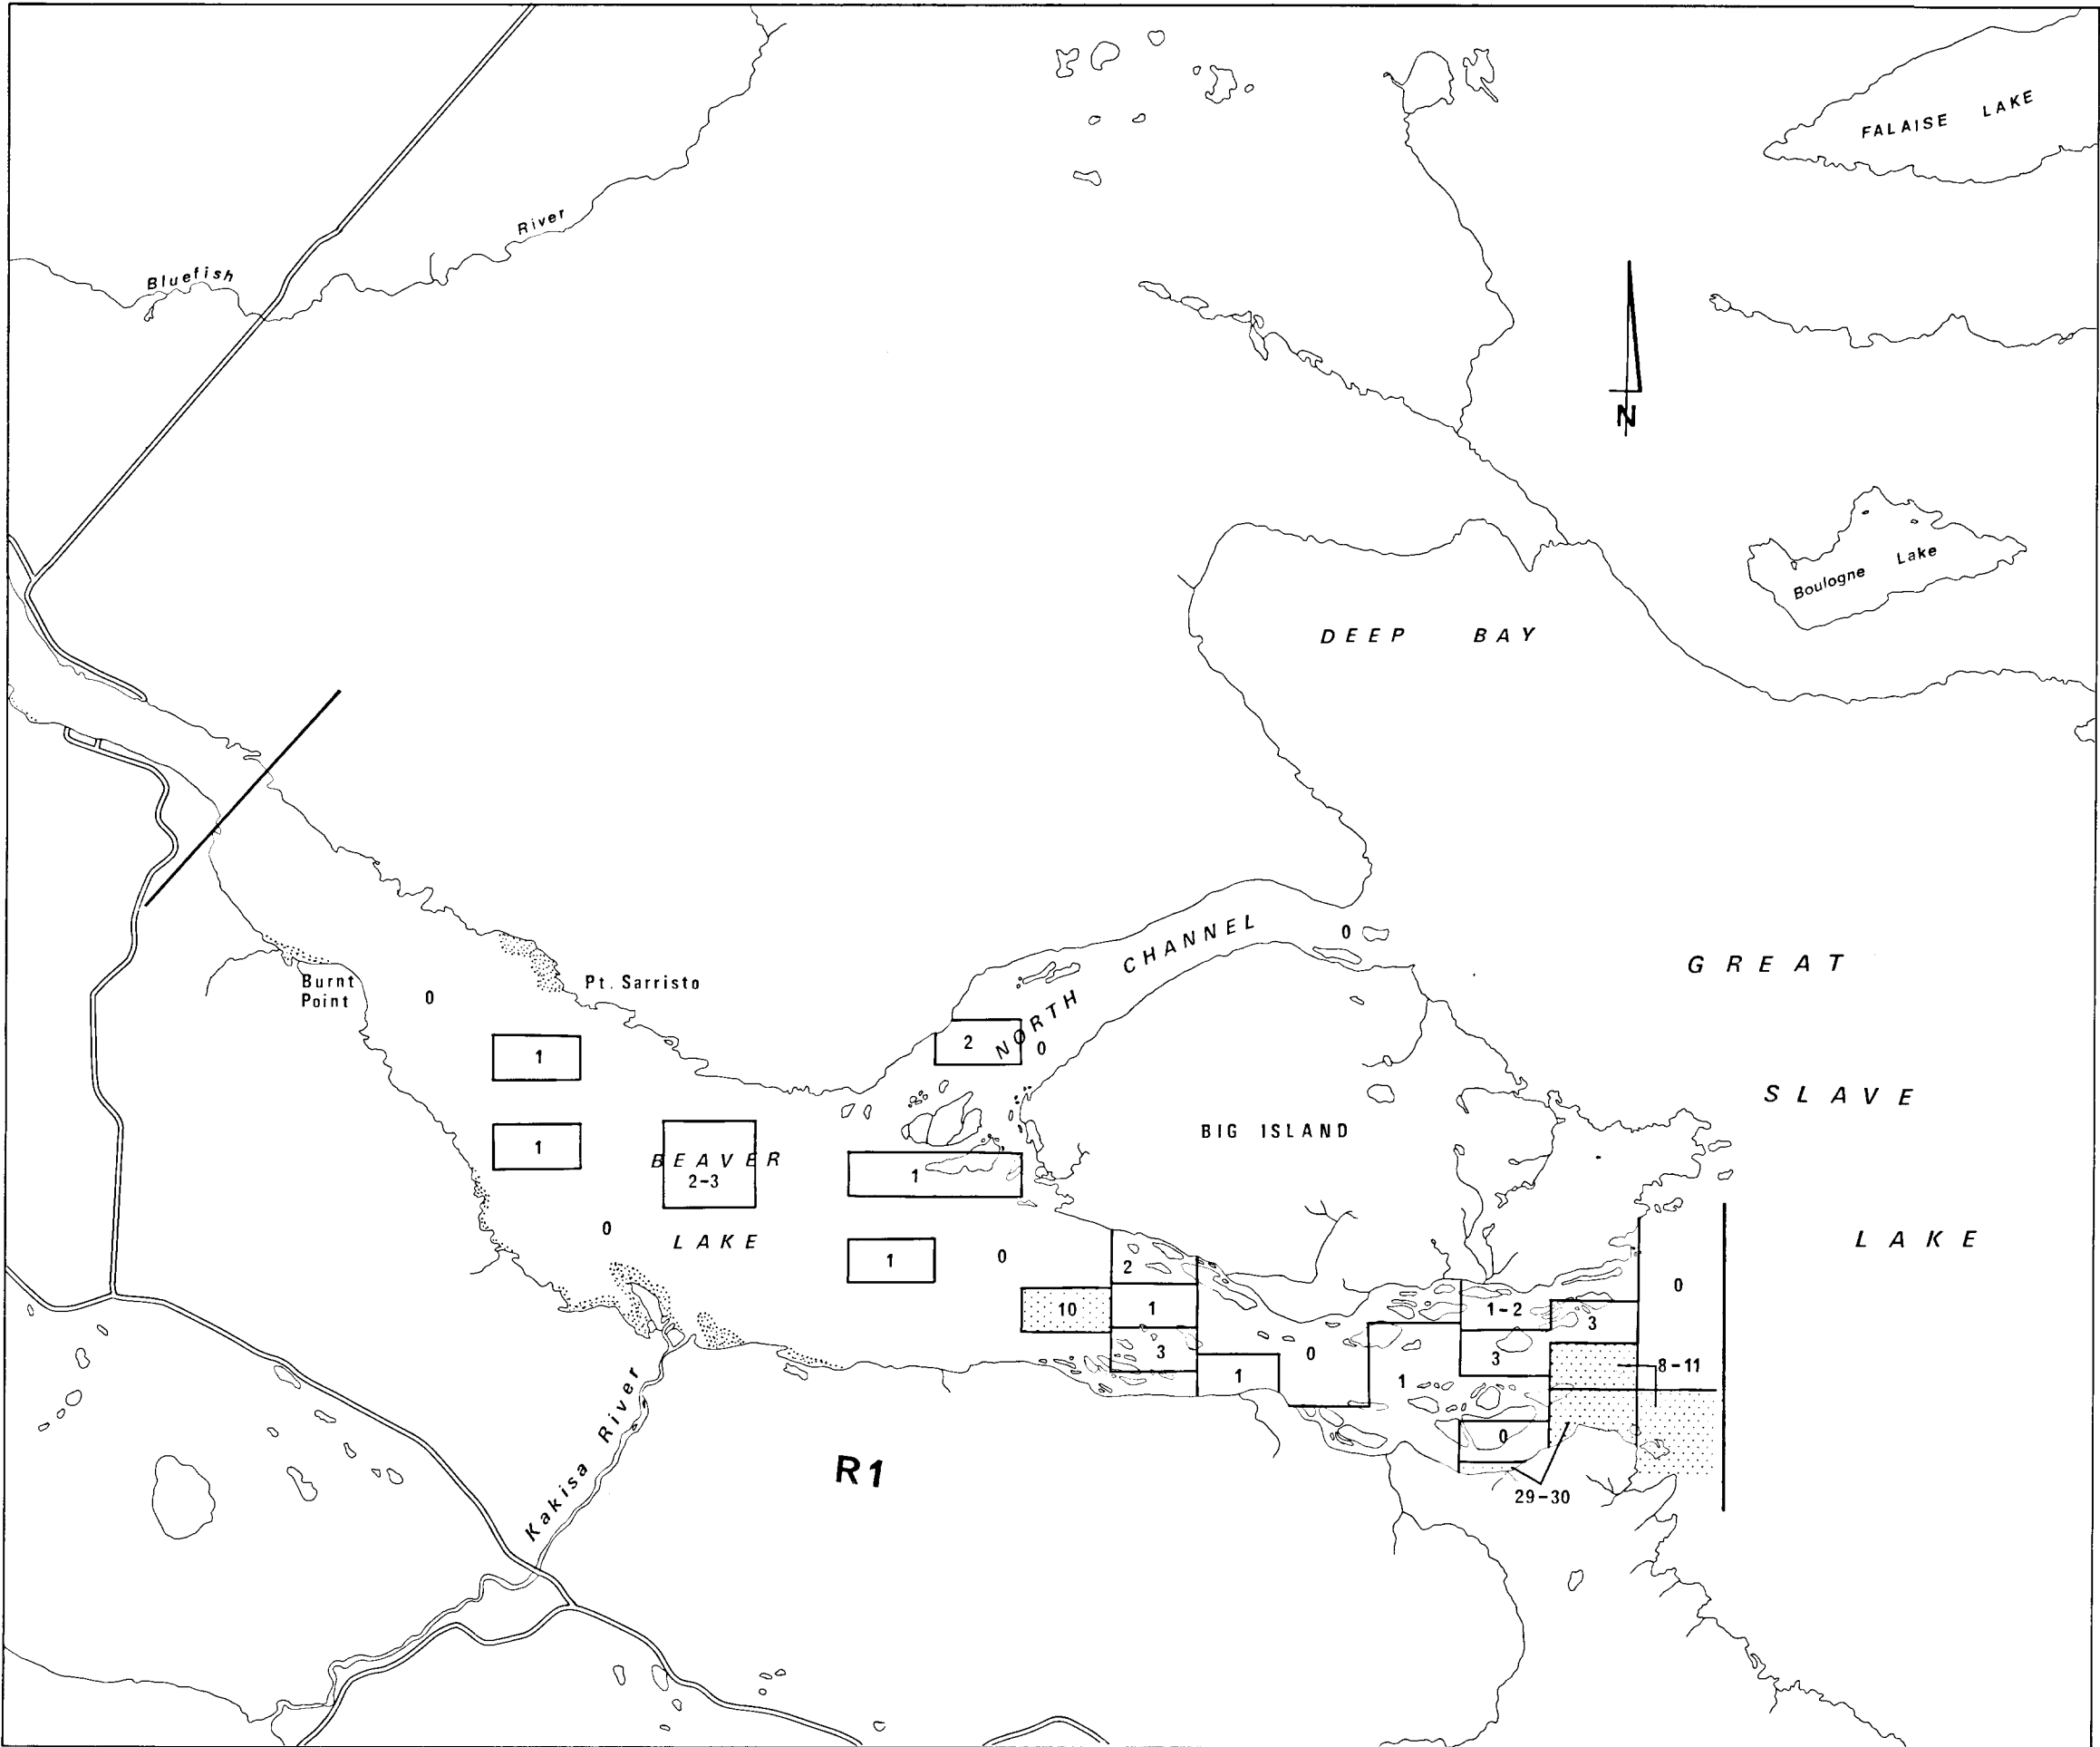 FALAISE LAKE
River
Bluefish
N
Boulogne Lake
DEEP BAY
NORTH CHANNEL
0
GREAT
Burnt
Point
Pt. Sarristo
0
1
2
0
SLAVE
BIG ISLAND
1
BEAVER
2-3
1
0
LAKE
LAKE
1
0
2
0
10
1
1-2
3
3
0
3
8-11
1
1
0
R1
Kakisa River
29-30